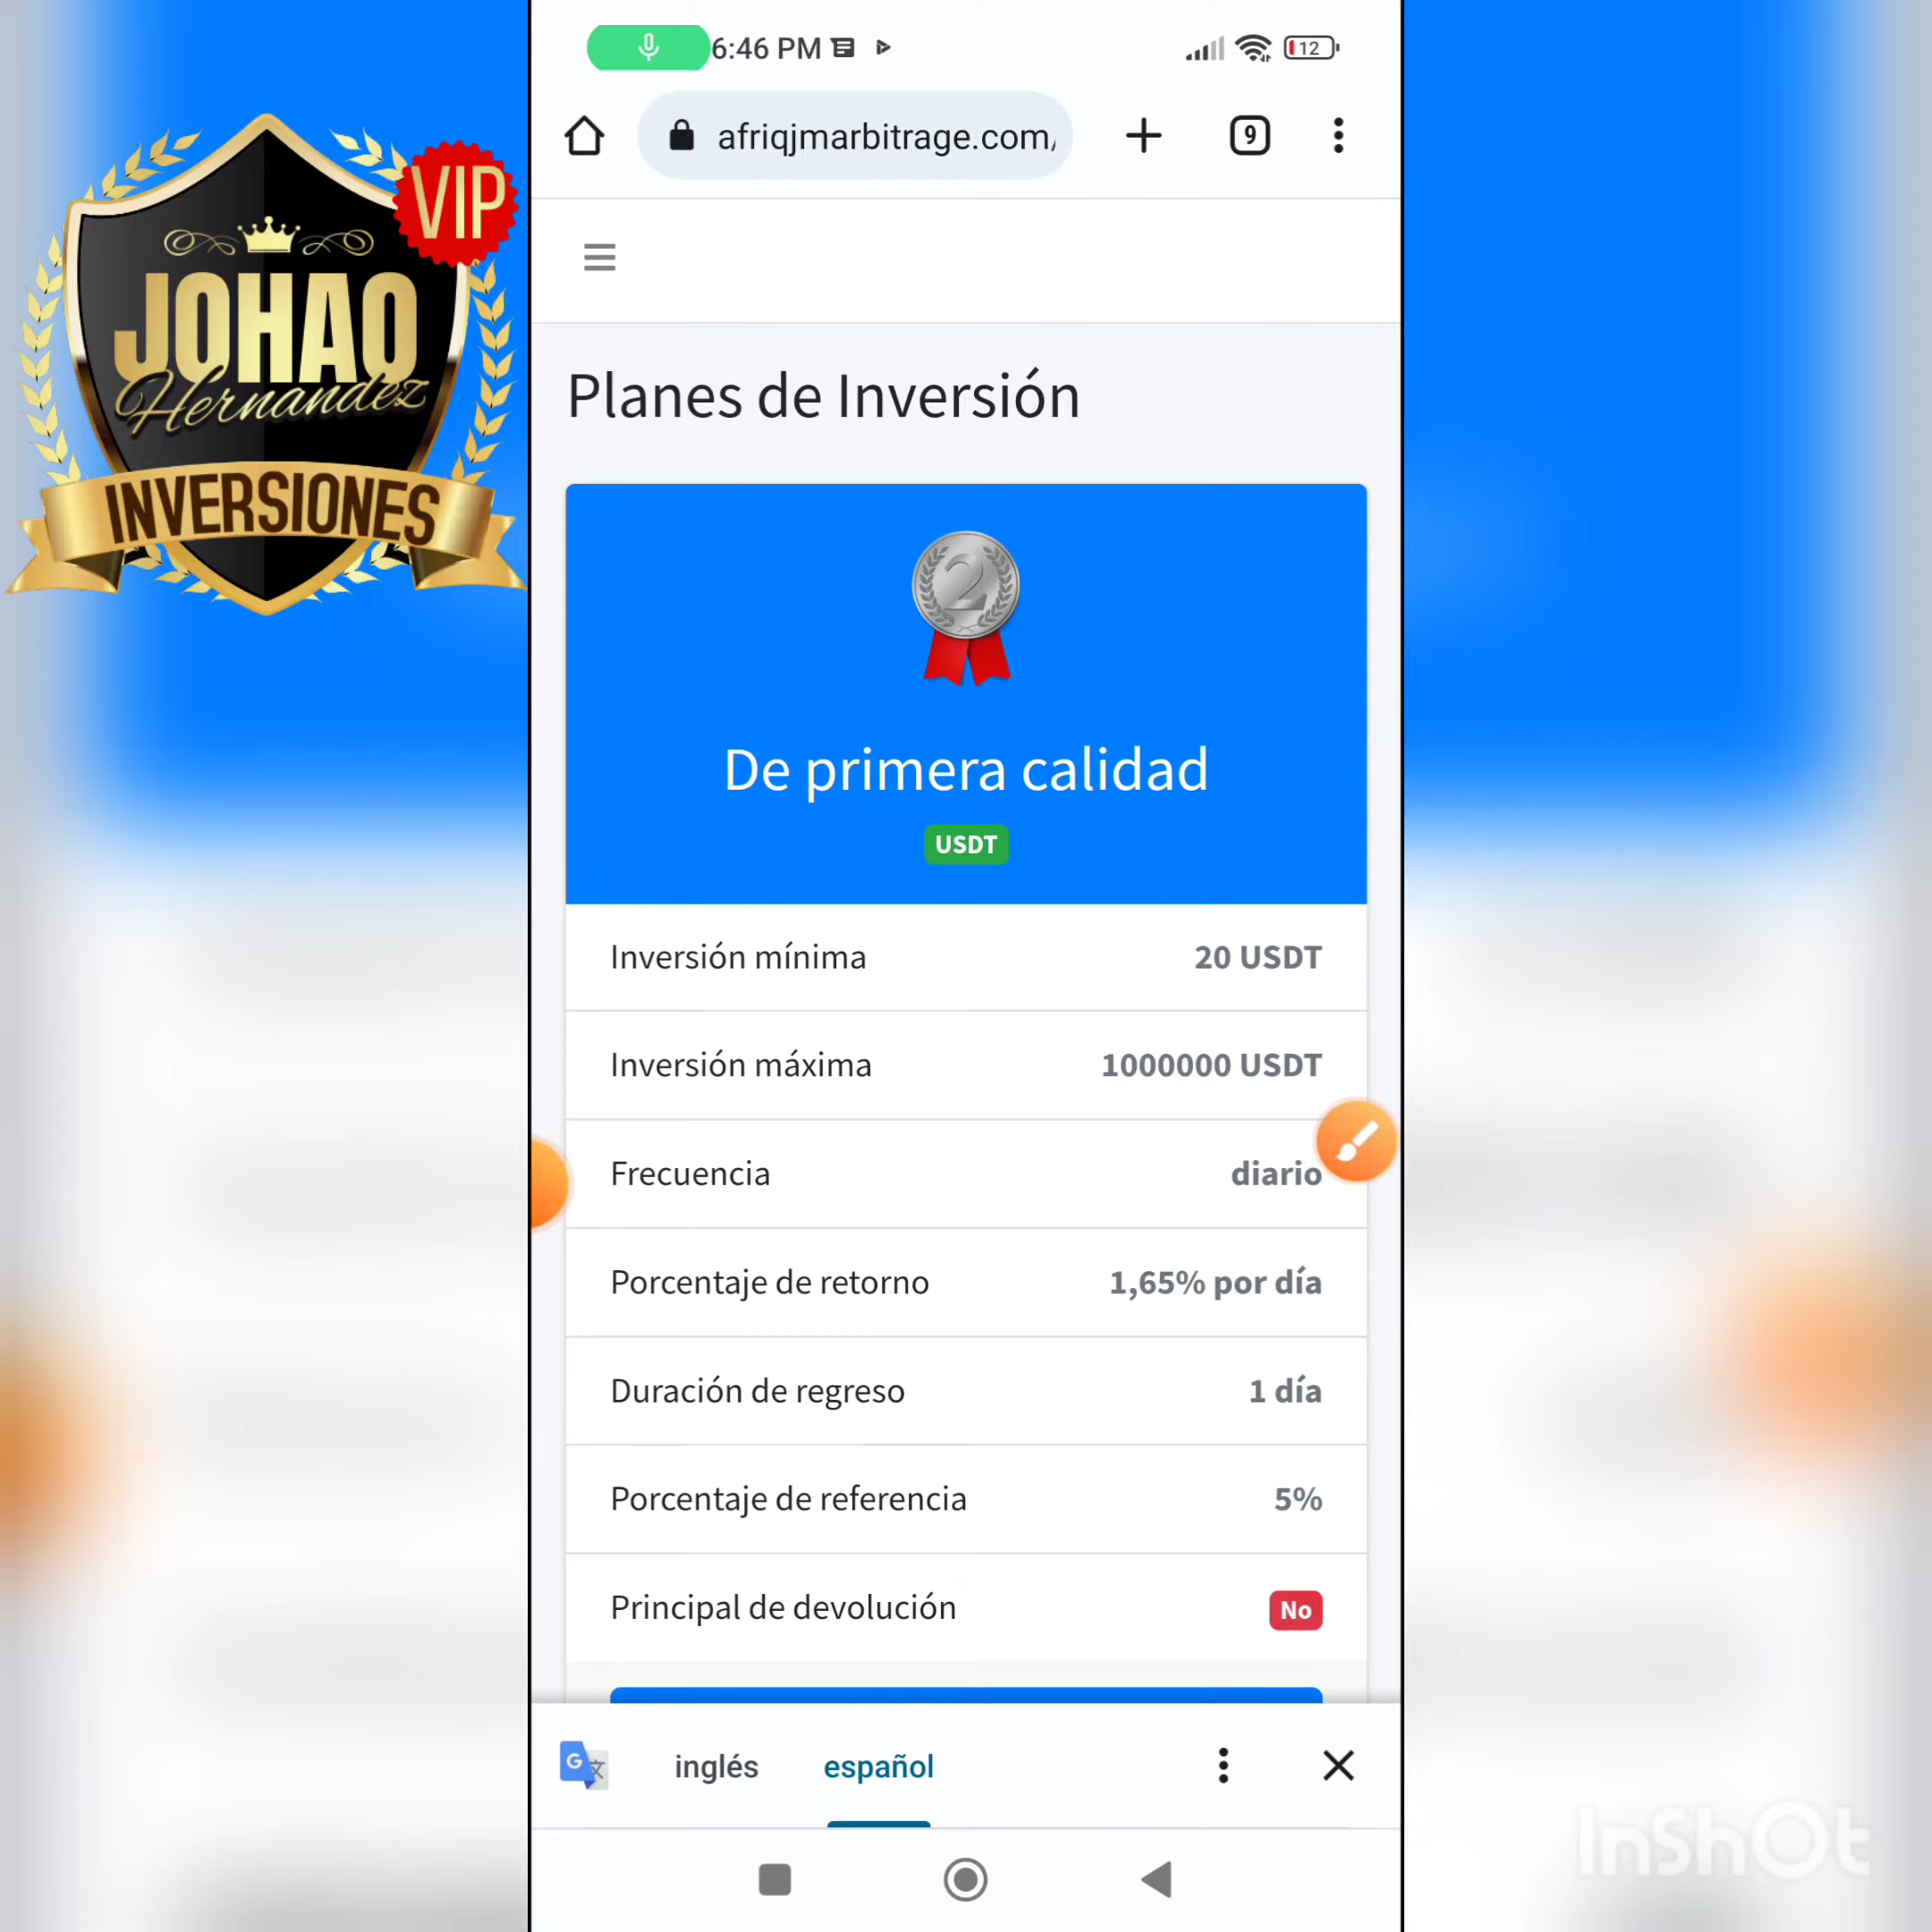 VIP
JOHAO
Hernandez
INVERSIONES
6:46 PM
12
afriqjmarbitrage.com/
9
Planes de Inversión
2
De primera calidad
USDT
Inversión mínima 20 USDT
Inversión máxima 1000000 USDT
Frecuencia diario
Porcentaje de retorno 1,65% por día
Duración de regreso 1 día
Porcentaje de referencia 5%
Principal de devolución No
G 文 inglés español
InShOt